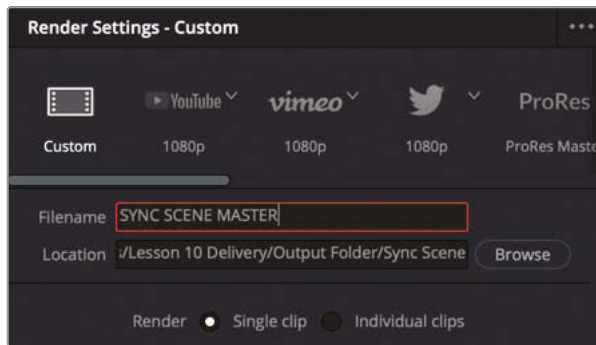 Render Settings - Custom
YouTube vimeo ProRes
Custom 1080p 1080p 1080p ProRes Maste
Filename SYNC SCENE MASTER
Location :/Lesson 10 Delivery/Output Folder/Sync Scene Browse
Render Single clip Individual clips